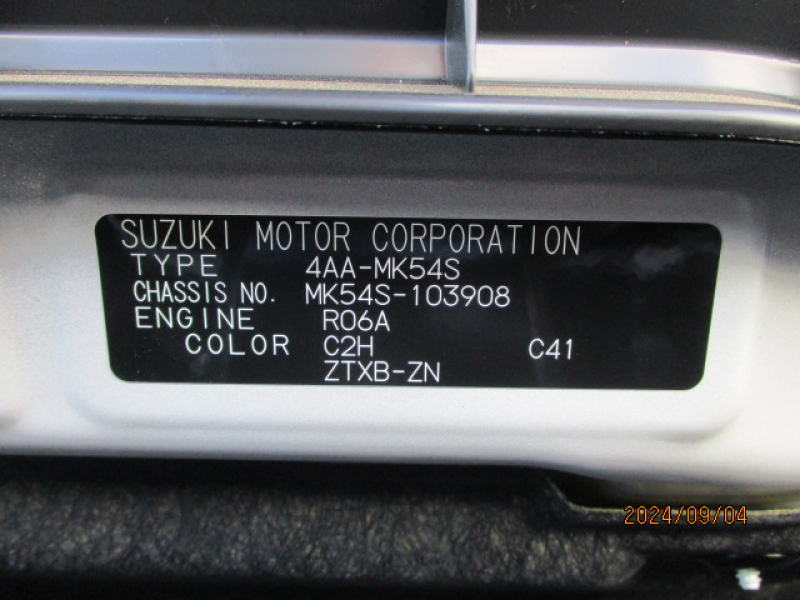 SUZUKI MOTOR CORPORATION
TYPE 4AA-MK54S
CHASSIS NO. MK54S-103908
ENGINE R06A
COLOR C2H C41
ZTXB-ZN
2024/09/04